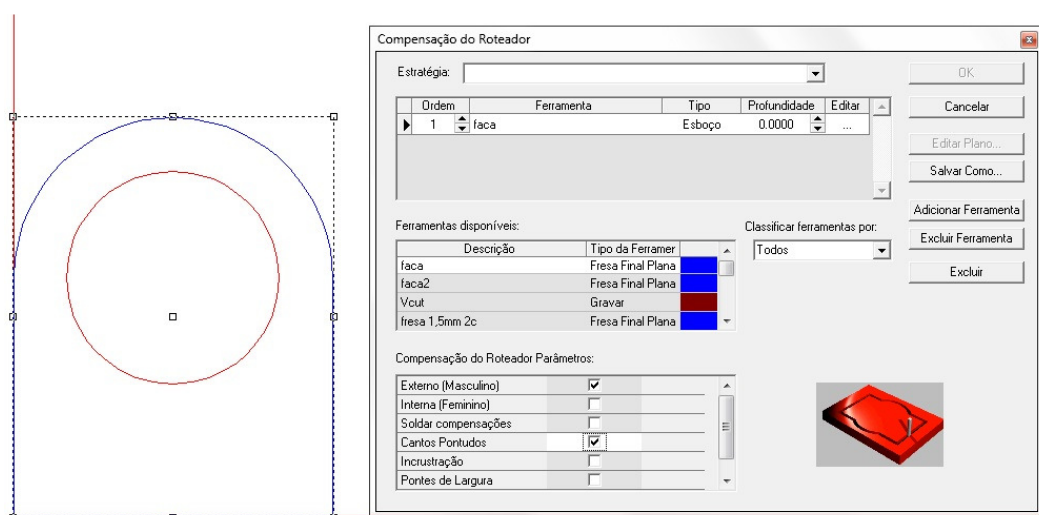 Compensação do Roteador
Estratégia:
OK
Ordem Ferramenta Tipo Profundidade Editar
1 faca Esboço 0.0000 ...
Cancelar
Editar Plano...
Salvar Como...
Adicionar Ferramenta
Excluir Ferramenta
Excluir
Ferramentas disponíveis:
Classificar ferramentas por:
Todos
Descrição Tipo da Ferramer
faca Fresa Final Plana
faca2 Fresa Final Plana
Vcut Gravar
fresa 1,5mm 2c Fresa Final Plana
Compensação do Roteador Parâmetros:
Externo (Masculino)
Interna (Feminino)
Soldar compensações
Cantos Pontudos
Incrustração
Pontes de Largura